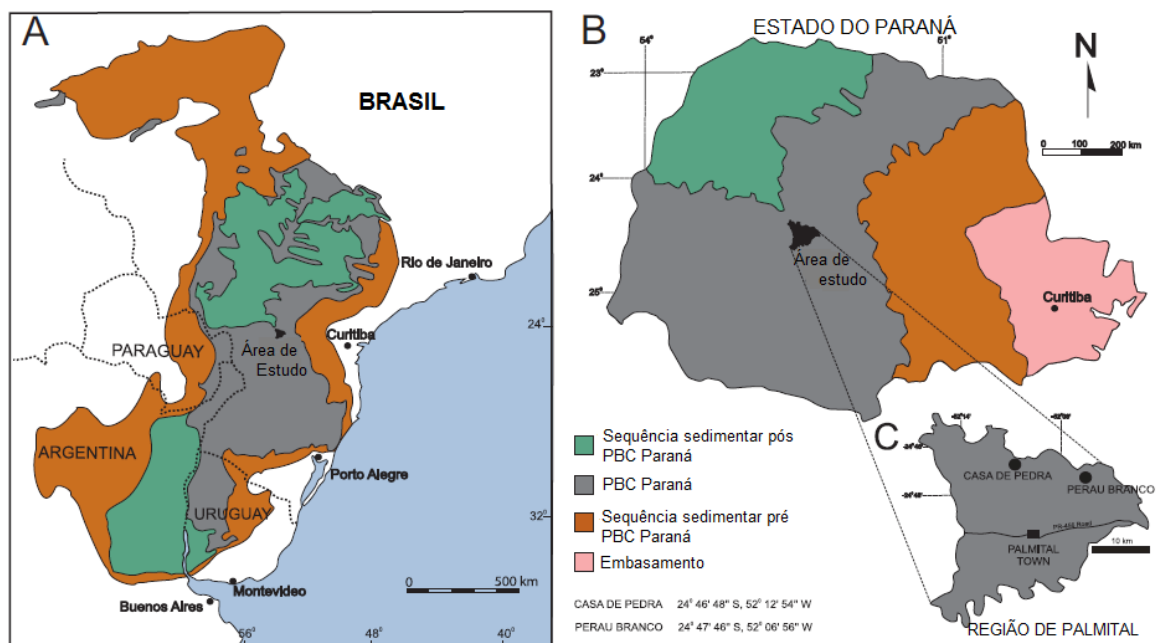 A
BRASIL
Rio de Janeiro
24°
Curitiba
PARAGUAY
Área de
Estudo
ARGENTINA
Porto Alegre
URUGUAY
32°
Montevideo
Buenos Aires
0 500 km
56°
48°
40°
B
ESTADO DO PARANÁ
54°
51°
N
23°
0 100 200 km
24°
Área de
estudo
25°
Curitiba
Sequência sedimentar pós
PBC Paraná
PBC Paraná
Sequência sedimentar pré
PBC Paraná
Embasamento
C
-52° 14'
CASA DE PEDRA
PERAU BRANCO
PALMITAL
TOWN
10 km
CASA DE PEDRA 24° 46' 48" S, 52° 12' 54" W
PERAU BRANCO 24° 47' 46" S, 52° 06' 56" W
REGIÃO DE PALMITAL